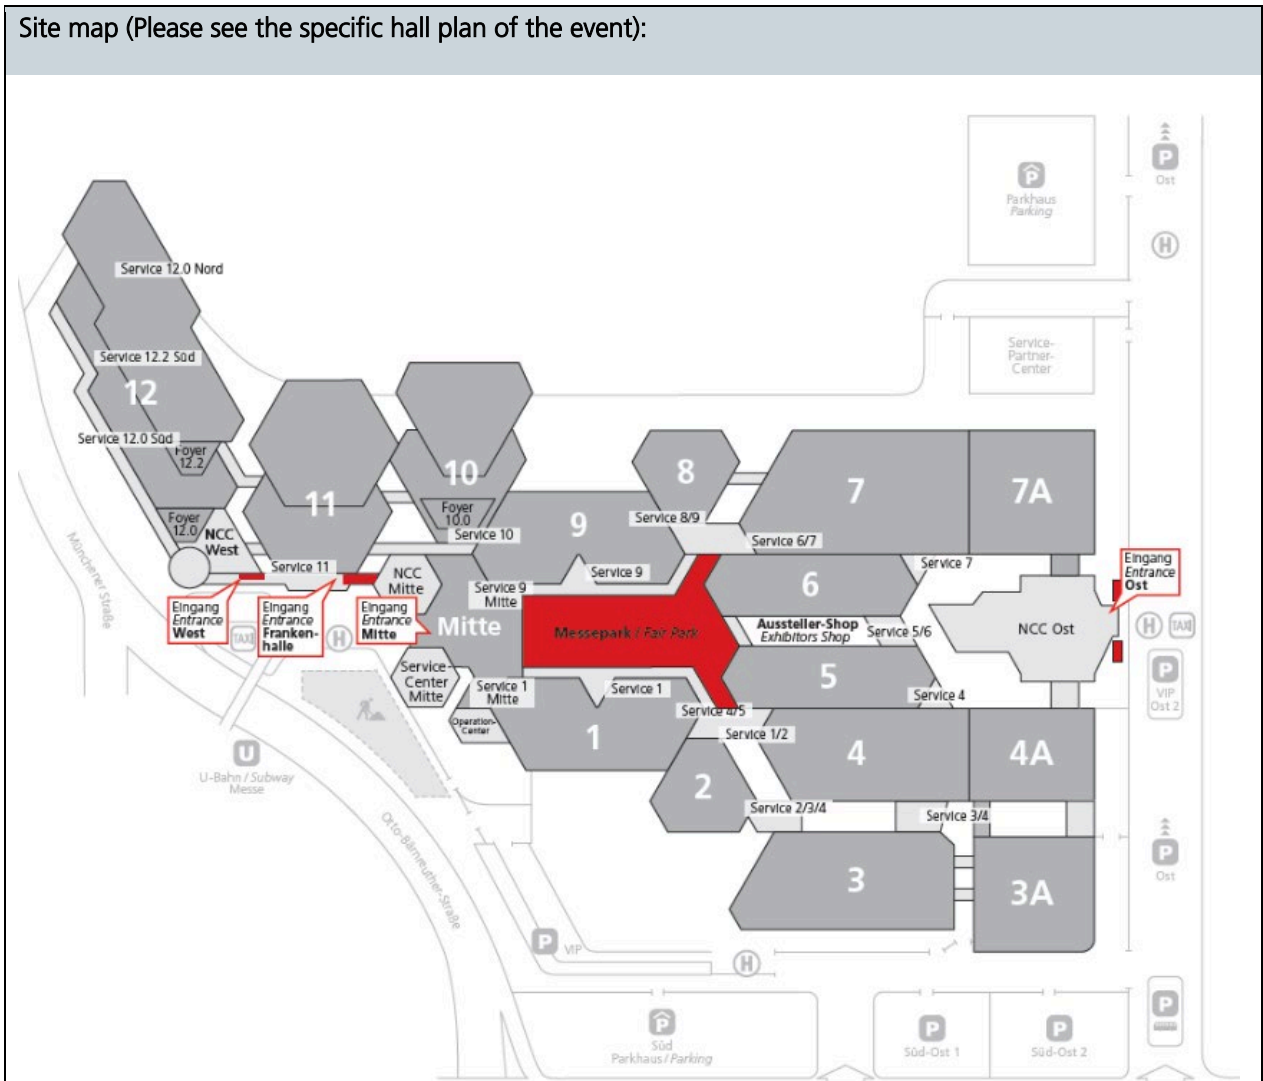 Site map (Please see the specific hall plan of the event):
P
Ost
P
Parkhaus
Parking
H
Service 12.0 Nord
Service-
Partner-
Center
Service 12.2 Süd
12
Service 12.0 Süd
Foyer
12.2
11
10
8
7
7A
Foyer
10.0
Foyer
12.0
NCC
West
9
Service 8/9
Service 10
Service 6/7
Münchener Straße
Service 11
NCC
Mitte
Service 9
Service 9
Mitte
6
Service 7
Eingang
Entrance
Ost
Eingang
Entrance
West
TAXI
Eingang
Entrance
Franken-
halle
H
Eingang
Entrance
Mitte
Mitte
Messepark / Fair Park
Aussteller-Shop
Exhibitors Shop
Service 5/6
NCC Ost
H
TAXI
Service-
Center
Mitte
Service 1
Mitte
Service 1
5
Service 4
P
VIP
Ost 2
Operation-
Center
Service 4/5
Service 1/2
1
4
4A
U
U-Bahn / Subway
Messe
2
Service 2/3/4
Service 3/4
Otto-Bärnreuther-Straße
P
Ost
3
3A
P
VIP
H
P
Süd
Parkhaus / Parking
P
Süd-Ost 1
P
Süd-Ost 2
P